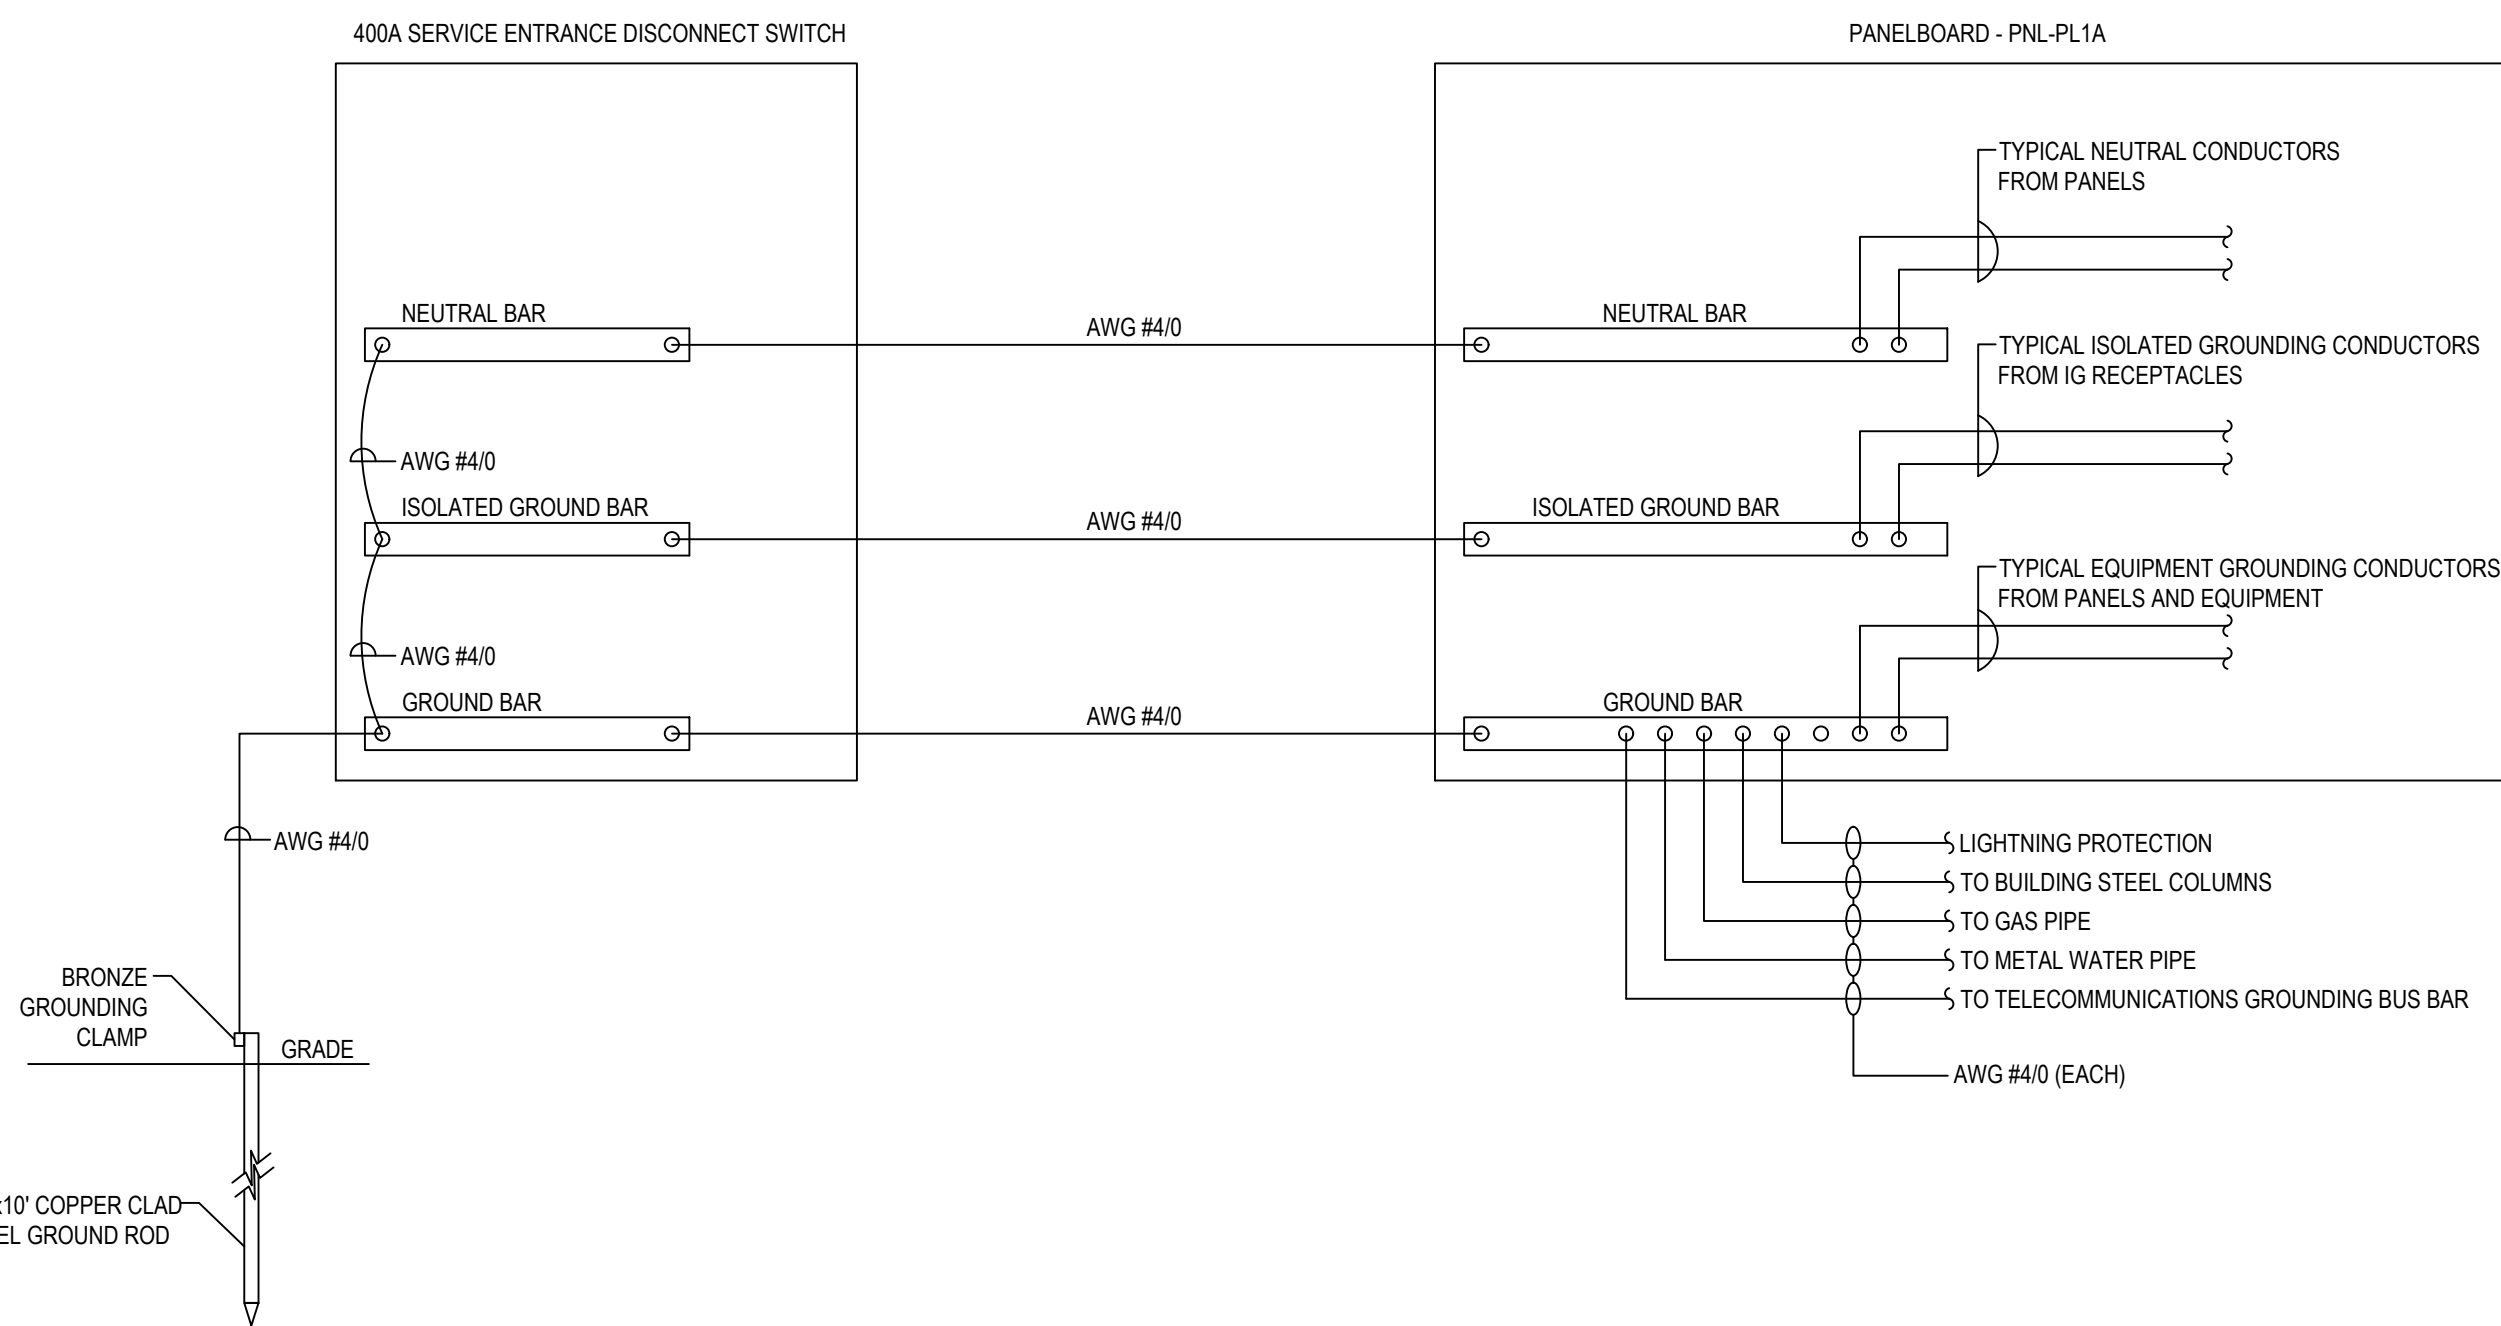 400A SERVICE ENTRANCE DISCONNECT SWITCH
PANELBOARD - PNL-PL1A
TYPICAL NEUTRAL CONDUCTORS
FROM PANELS
NEUTRAL BAR
AWG #4/0
NEUTRAL BAR
TYPICAL ISOLATED GROUNDING CONDUCTORS
FROM IG RECEPTACLES
AWG #4/0
ISOLATED GROUND BAR
AWG #4/0
ISOLATED GROUND BAR
TYPICAL EQUIPMENT GROUNDING CONDUCTORS
FROM PANELS AND EQUIPMENT
AWG #4/0
GROUND BAR
AWG #4/0
GROUND BAR
AWG #4/0
LIGHTNING PROTECTION
TO BUILDING STEEL COLUMNS
TO GAS PIPE
TO METAL WATER PIPE
TO TELECOMMUNICATIONS GROUNDING BUS BAR
AWG #4/0 (EACH)
BRONZE
GROUNDING
CLAMP
GRADE
x10' COPPER CLAD
EL GROUND ROD